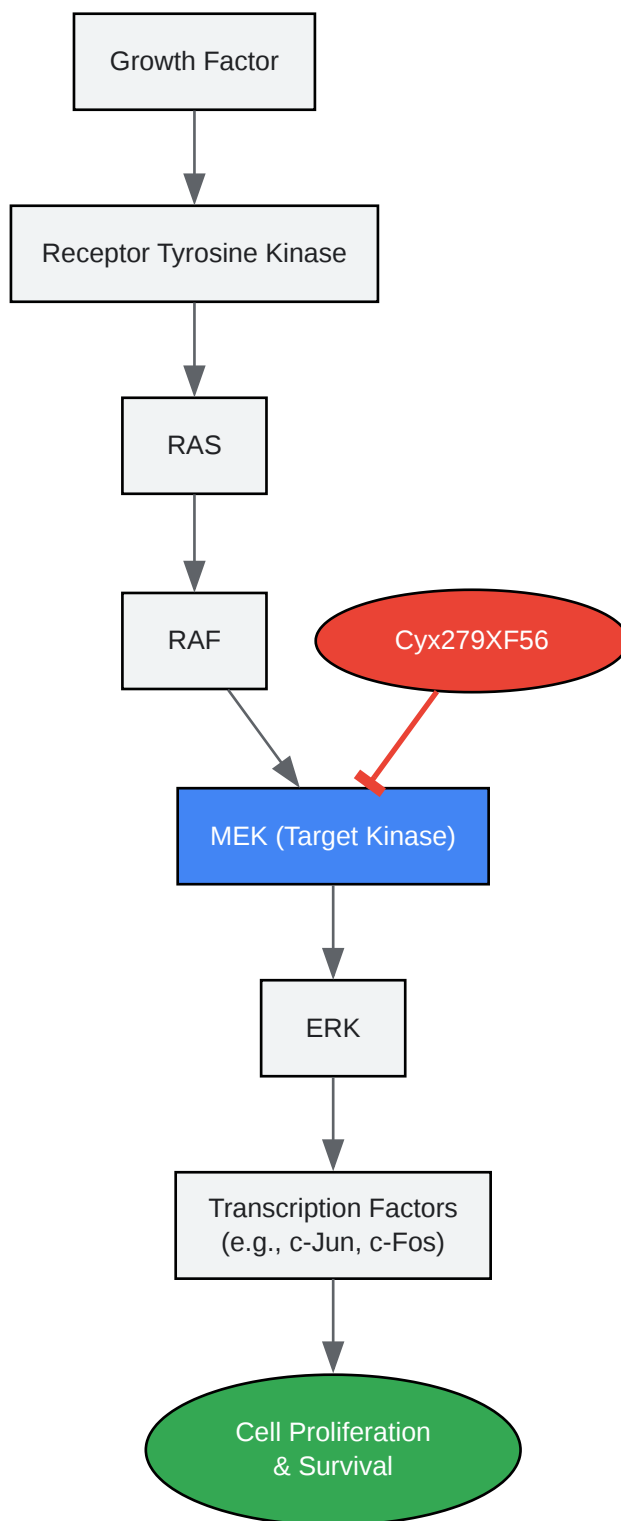 Growth Factor
Receptor Tyrosine Kinase
RAS
RAF
Cyx279XF56
MEK (Target Kinase)
ERK
Transcription Factors
(e.g., c-Jun, c-Fos)
Cell Proliferation
& Survival